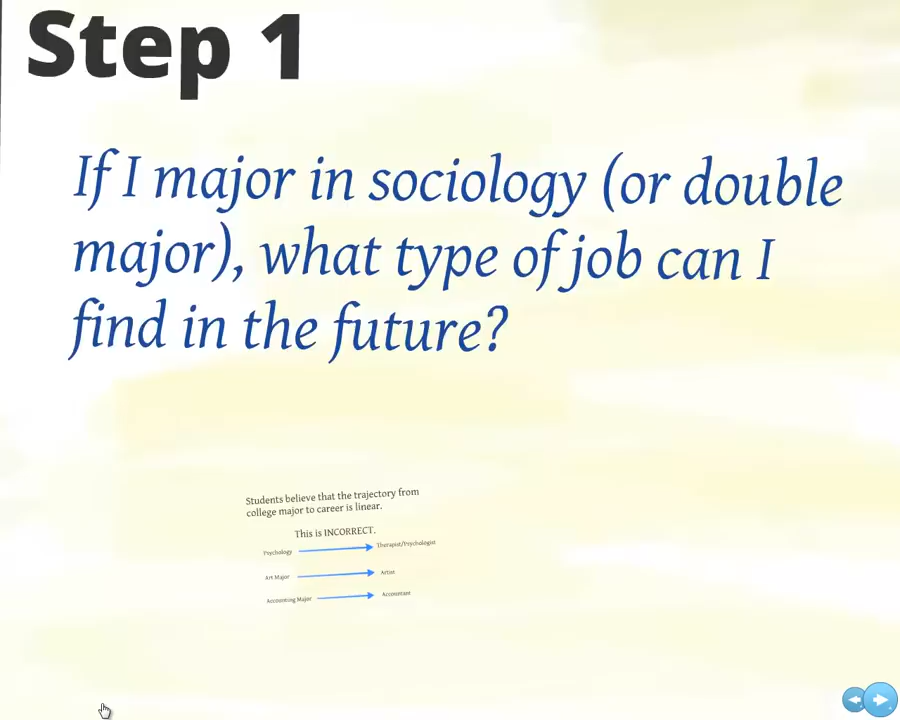 Step 1
If I major in sociology (or double
major), what type of job can I
find in the future?
Students believe that the trajectory from
college major to career is linear.
This is INCORRECT.
Psychology Therapist/Psychologist
Art Major Artist
Accounting Major Accountant